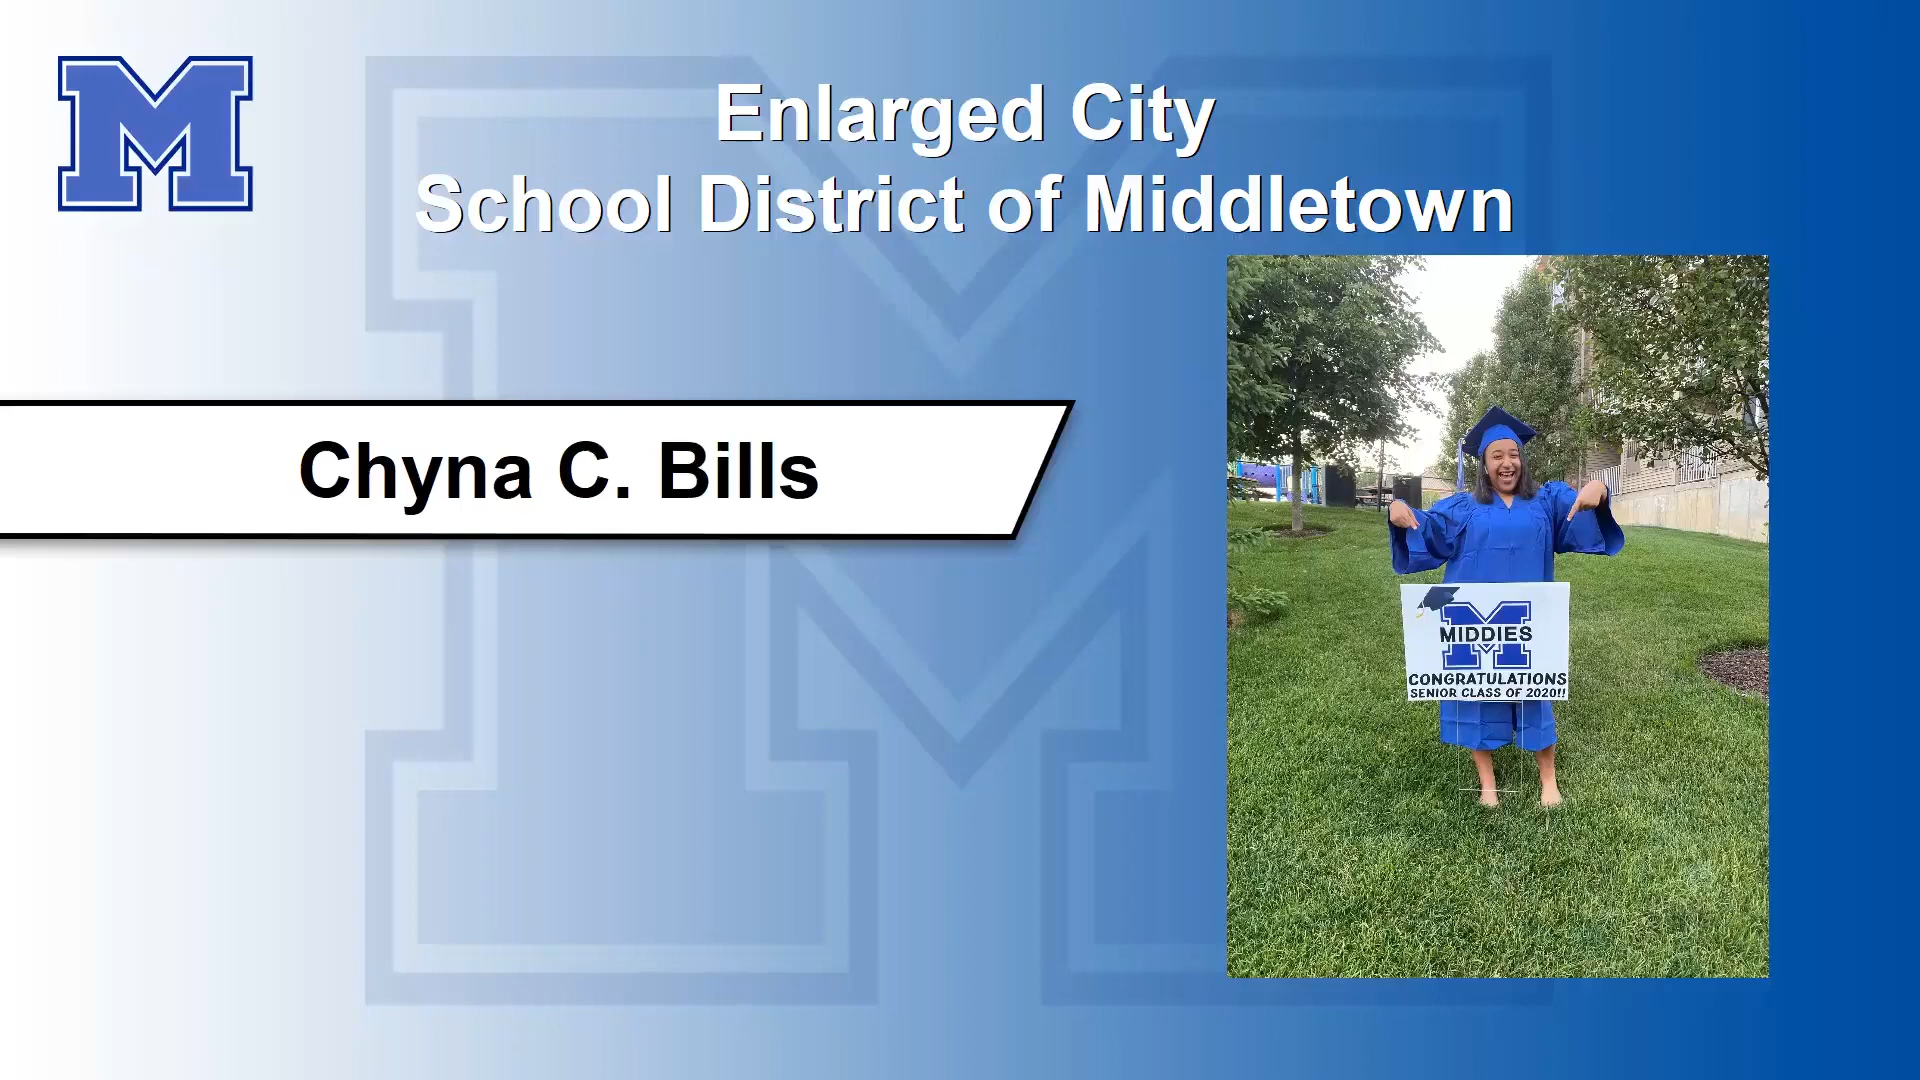 M
Enlarged City
School District of Middletown
Chyna C. Bills
M
MIDDIES
CONGRATULATIONS
SENIOR CLASS OF 2020!!